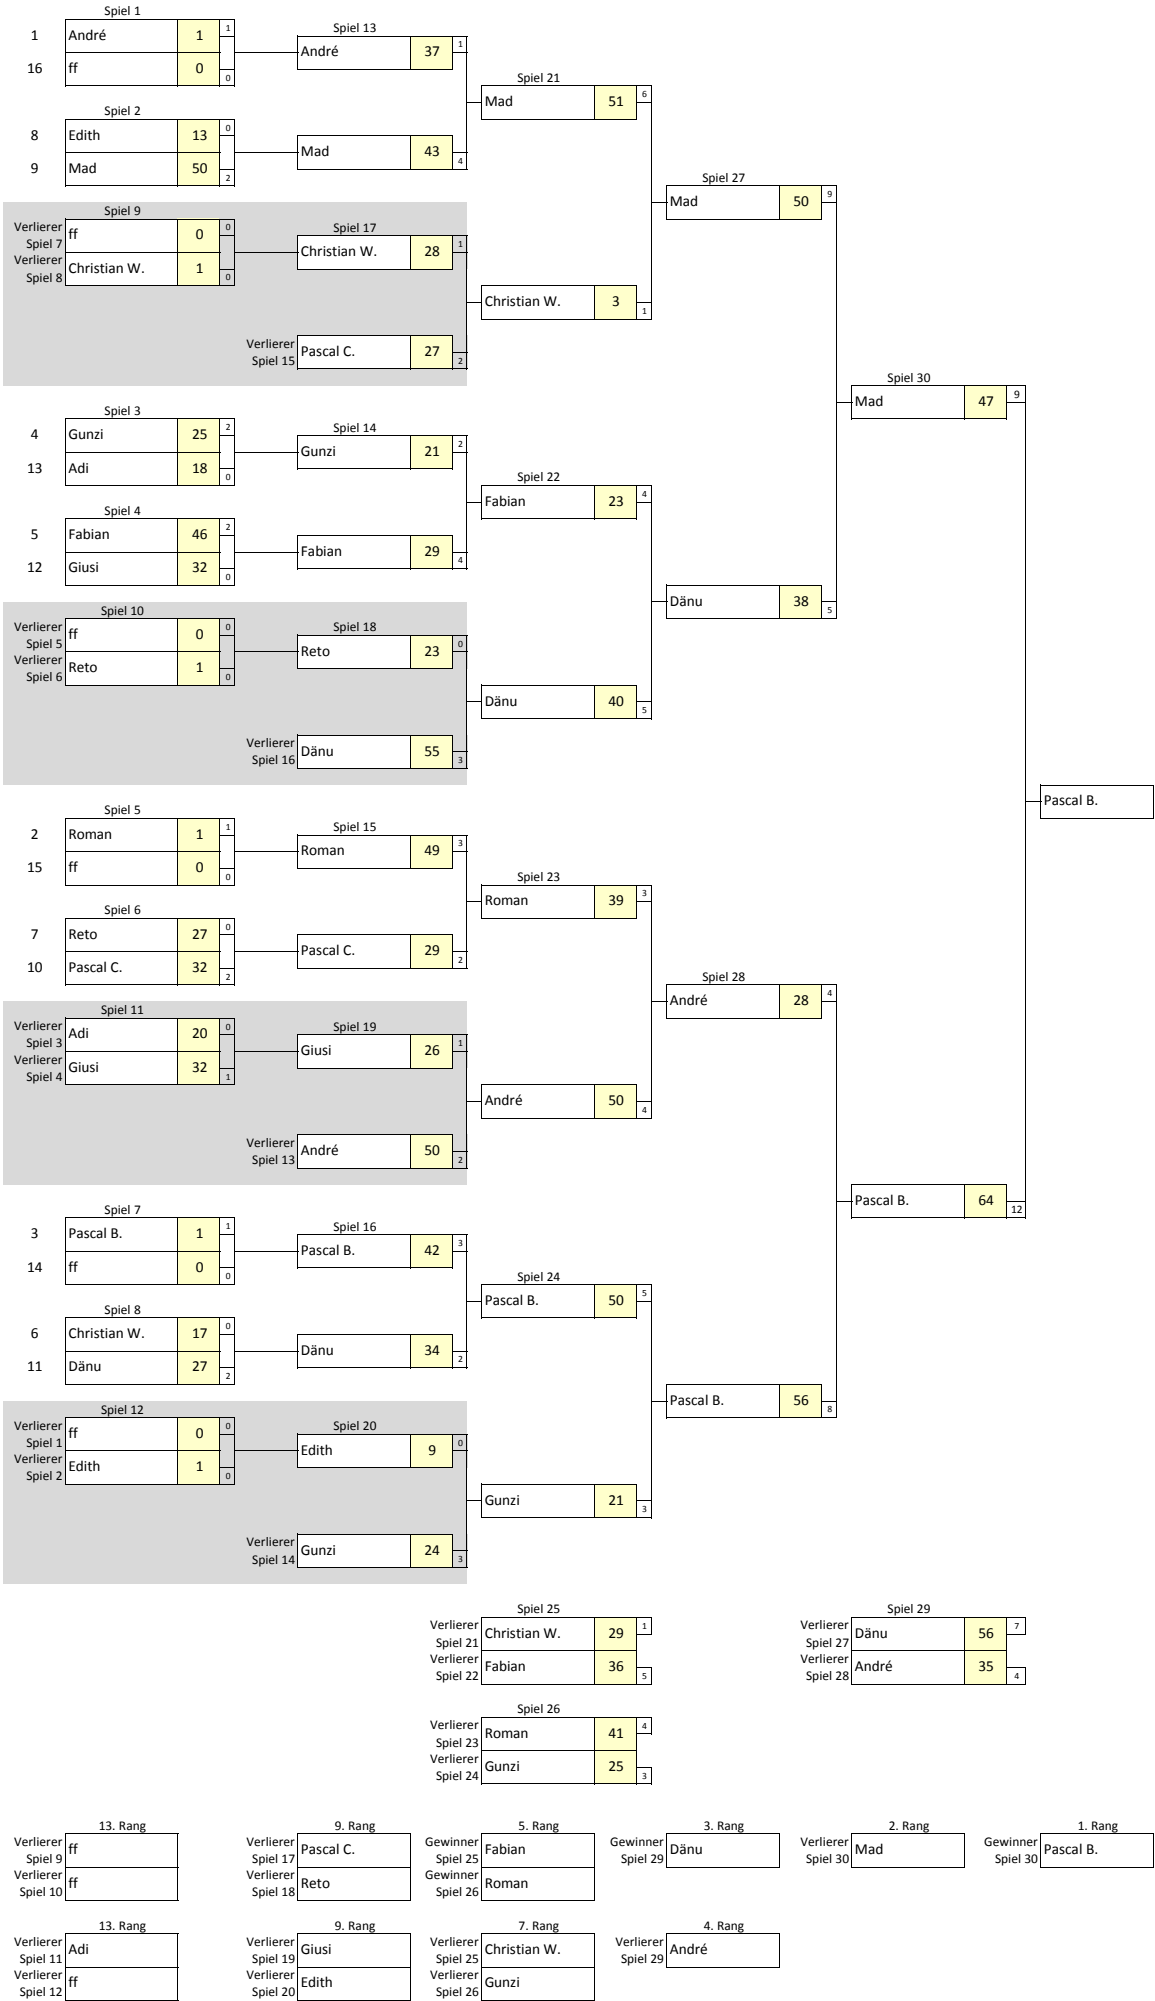 Spiel 1
1 André 1 1
16 ff 0 0
Spiel 13
André 37 1
Mad 43 4
Spiel 2
8 Edith 13 0
9 Mad 50 2
Spiel 21
Mad 51 6
Christian W. 3 1
Spiel 9
Verlierer Spiel 7 ff 0 0
Verlierer Spiel 8 Christian W. 1 0
Spiel 17
Christian W. 28 1
Verlierer Spiel 15 Pascal C. 27 2
Spiel 27
Mad 50 9
Dänu 38 5
Spiel 3
4 Gunzi 25 2
13 Adi 18 0
Spiel 14
Gunzi 21 2
Fabian 29 4
Spiel 4
5 Fabian 46 2
12 Giusi 32 0
Spiel 22
Fabian 23 4
Dänu 40 5
Spiel 10
Verlierer Spiel 5 ff 0 0
Verlierer Spiel 6 Reto 1 0
Spiel 18
Reto 23 0
Verlierer Spiel 16 Dänu 55 3
Spiel 30
Mad 47 9
Pascal B. 64 12
Pascal B.
Spiel 5
2 Roman 1 1
15 ff 0 0
Spiel 15
Roman 49 3
Pascal C. 29 2
Spiel 6
7 Reto 27 0
10 Pascal C. 32 2
Spiel 23
Roman 39 3
André 50 4
Spiel 11
Verlierer Spiel 3 Adi 20 0
Verlierer Spiel 4 Giusi 32 1
Spiel 19
Giusi 26 1
Verlierer Spiel 13 André 50 2
Spiel 28
André 28 4
Pascal B. 56 8
Spiel 7
3 Pascal B. 1 1
14 ff 0 0
Spiel 16
Pascal B. 42 3
Dänu 34 2
Spiel 8
6 Christian W. 17 0
11 Dänu 27 2
Spiel 24
Pascal B. 50 5
Gunzi 21 3
Spiel 12
Verlierer Spiel 1 ff 0 0
Verlierer Spiel 2 Edith 1 0
Spiel 20
Edith 9 0
Verlierer Spiel 14 Gunzi 24 3
Spiel 25
Verlierer Spiel 21 Christian W. 29 1
Verlierer Spiel 22 Fabian 36 5
Spiel 29
Verlierer Spiel 27 Dänu 56 7
Verlierer Spiel 28 André 35 4
Spiel 26
Verlierer Spiel 23 Roman 41 4
Verlierer Spiel 24 Gunzi 25 3
13. Rang
Verlierer Spiel 9 ff
Verlierer Spiel 10 ff
9. Rang
Verlierer Spiel 17 Pascal C.
Verlierer Spiel 18 Reto
5. Rang
Gewinner Spiel 25 Fabian
Gewinner Spiel 26 Roman
3. Rang
Gewinner Spiel 29 Dänu
2. Rang
Verlierer Spiel 30 Mad
1. Rang
Gewinner Spiel 30 Pascal B.
13. Rang
Verlierer Spiel 11 Adi
Verlierer Spiel 12 ff
9. Rang
Verlierer Spiel 19 Giusi
Verlierer Spiel 20 Edith
7. Rang
Verlierer Spiel 25 Christian W.
Verlierer Spiel 26 Gunzi
4. Rang
Verlierer Spiel 29 André